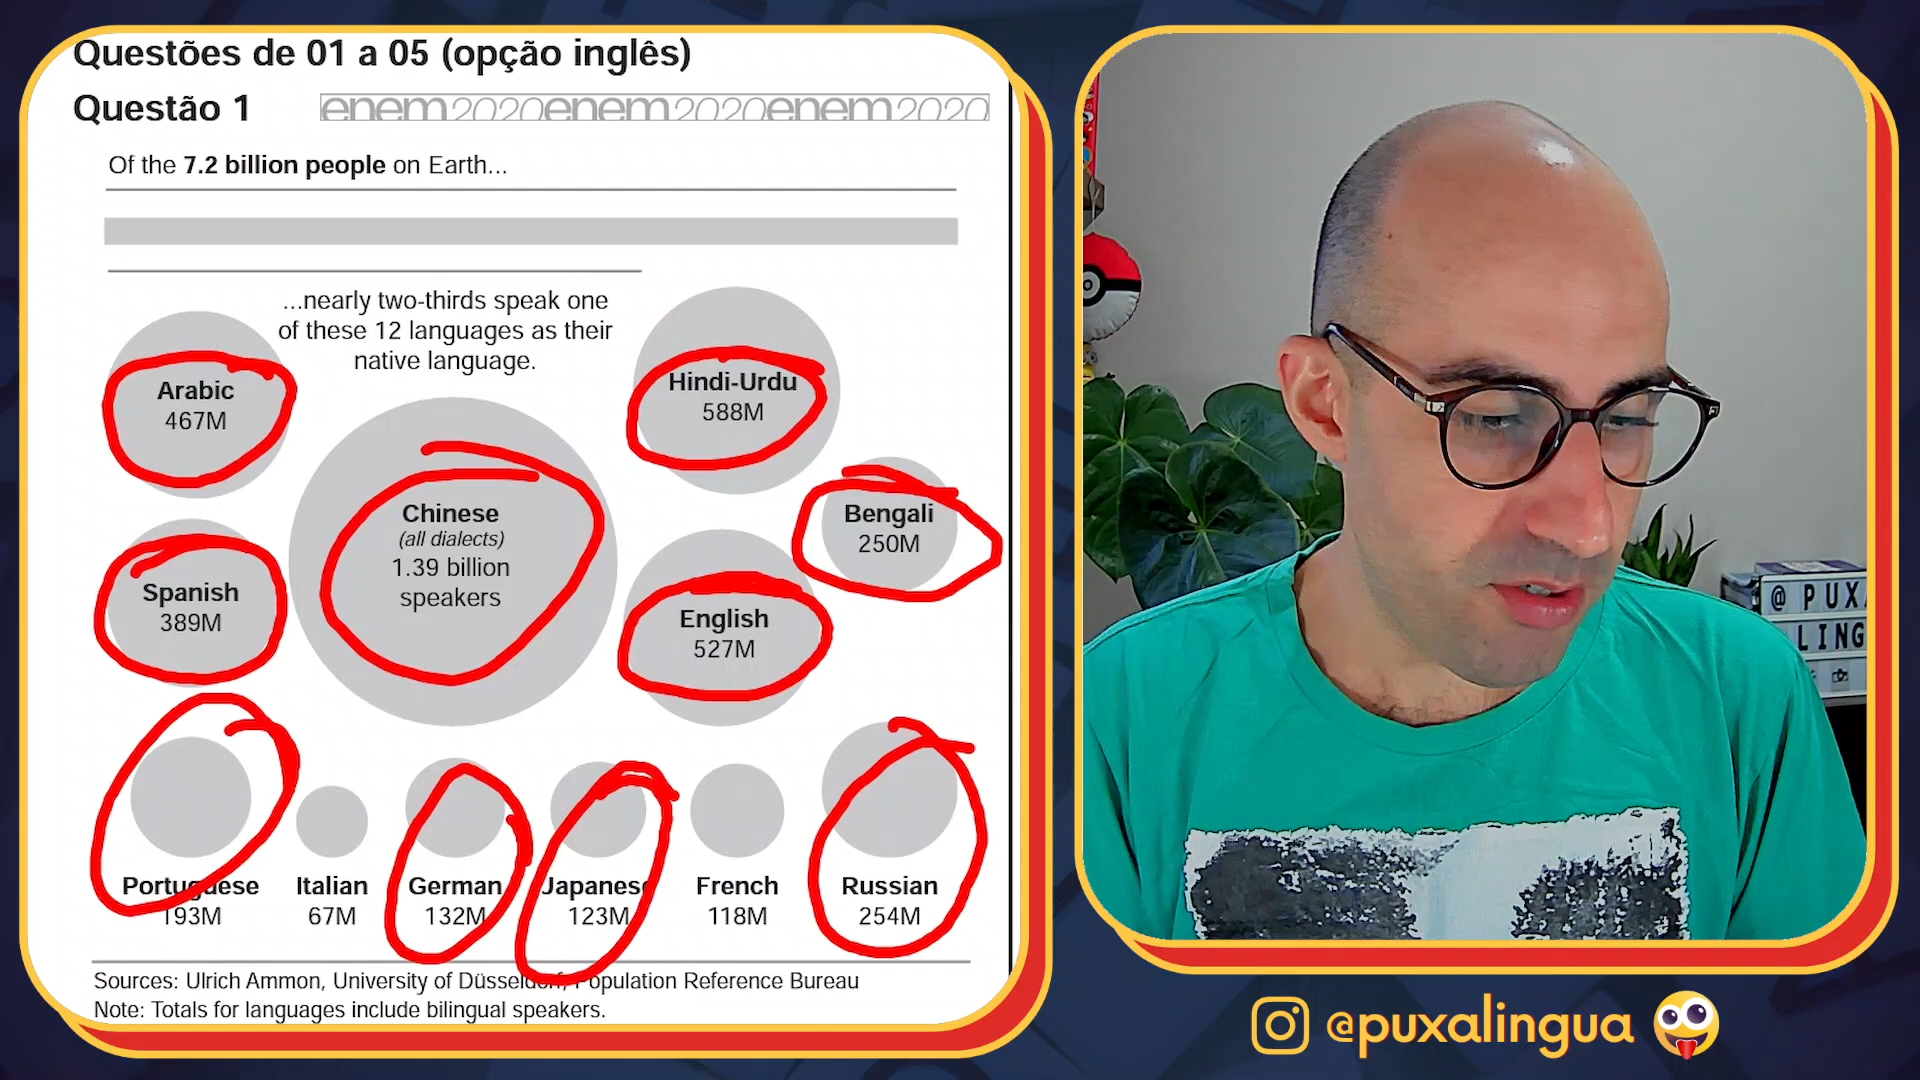 Questões de 01 a 05 (opção inglês)
Questão 1
enem2020enem2020enem2020
Of the 7.2 billion people on Earth...
...nearly two-thirds speak one
of these 12 languages as their
native language.
Arabic
467M
Hindi-Urdu
588M
Chinese
(all dialects)
1.39 billion
speakers
Bengali
250M
Spanish
389M
English
527M
Portuguese
193M
Italian
67M
German
132M
Japanese
123M
French
118M
Russian
254M
Sources: Ulrich Ammon, University of Düsseldorf, Population Reference Bureau
Note: Totals for languages include bilingual speakers.
@ PUXA
LING
@puxalingua